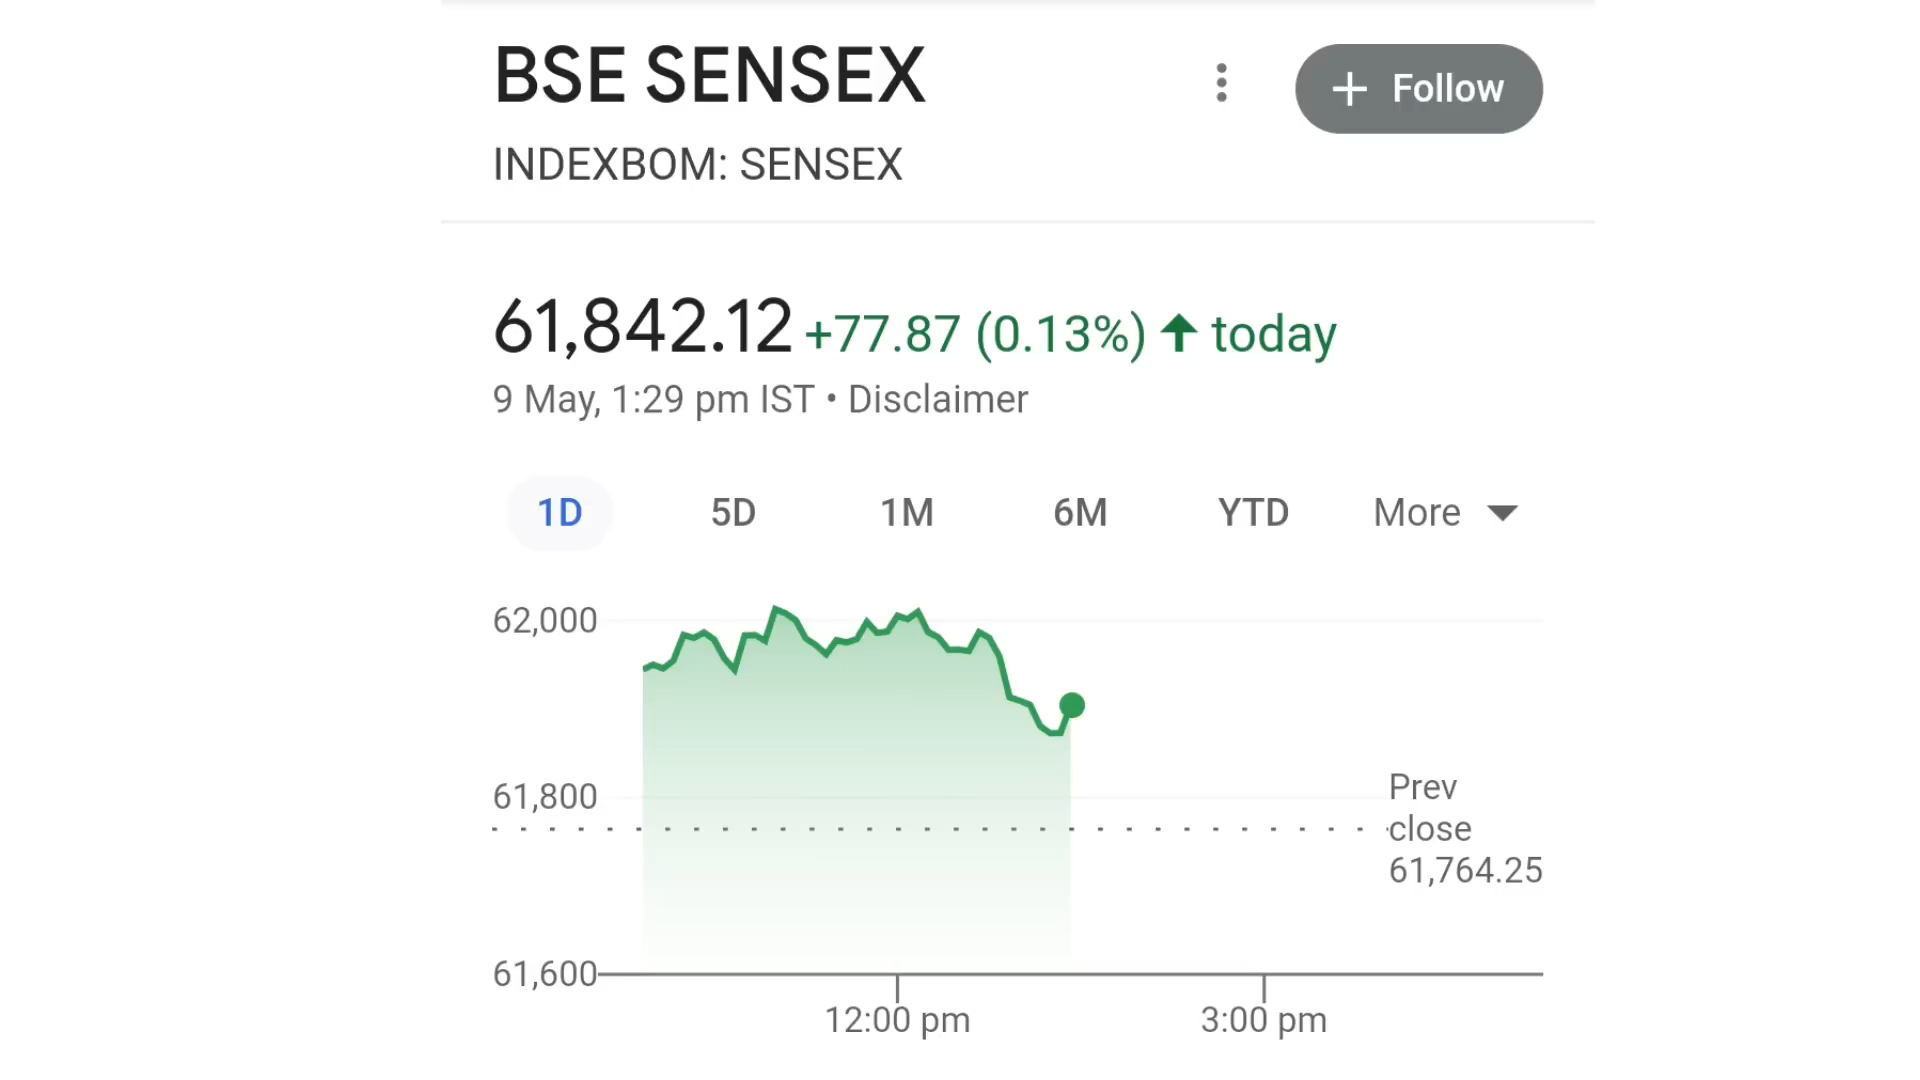 BSE SENSEX
+ Follow
INDEXBOM: SENSEX
61,842.12 +77.87 (0.13%) ↑ today
9 May, 1:29 pm IST • Disclaimer
1D 5D 1M 6M YTD More
62,000
61,800
Prev
close
61,764.25
61,600
12:00 pm 3:00 pm